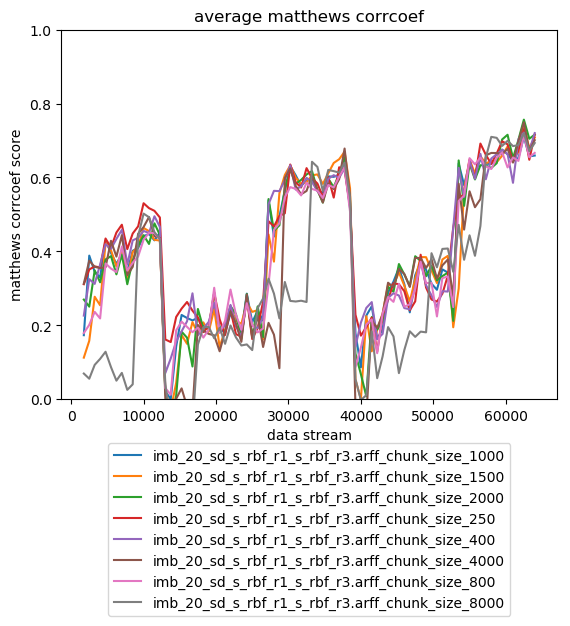 average matthews corrcoef
1.0
0.8
0.6
0.4
0.2
0.0
matthews corrcoef score
0 10000 20000 30000 40000 50000 60000
data stream
imb_20_sd_s_rbf_r1_s_rbf_r3.arff_chunk_size_1000
imb_20_sd_s_rbf_r1_s_rbf_r3.arff_chunk_size_1500
imb_20_sd_s_rbf_r1_s_rbf_r3.arff_chunk_size_2000
imb_20_sd_s_rbf_r1_s_rbf_r3.arff_chunk_size_250
imb_20_sd_s_rbf_r1_s_rbf_r3.arff_chunk_size_400
imb_20_sd_s_rbf_r1_s_rbf_r3.arff_chunk_size_4000
imb_20_sd_s_rbf_r1_s_rbf_r3.arff_chunk_size_800
imb_20_sd_s_rbf_r1_s_rbf_r3.arff_chunk_size_8000